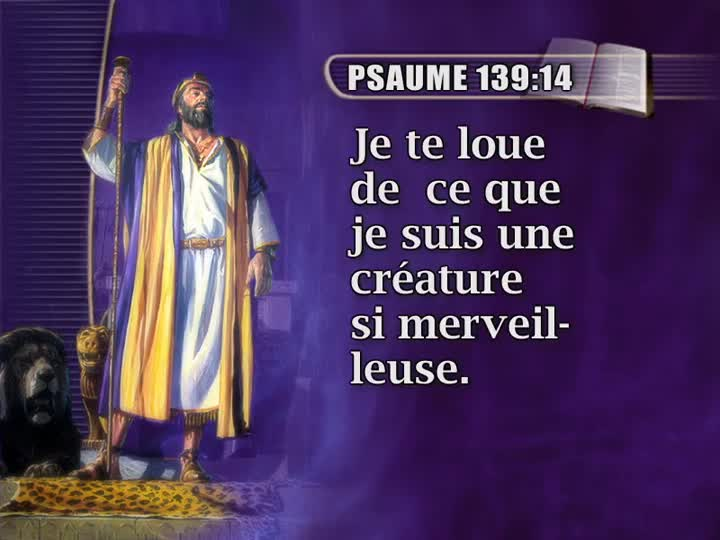 PSAUME 139:14
Je te loue
de ce que
je suis une
créature
si merveil-
leuse.